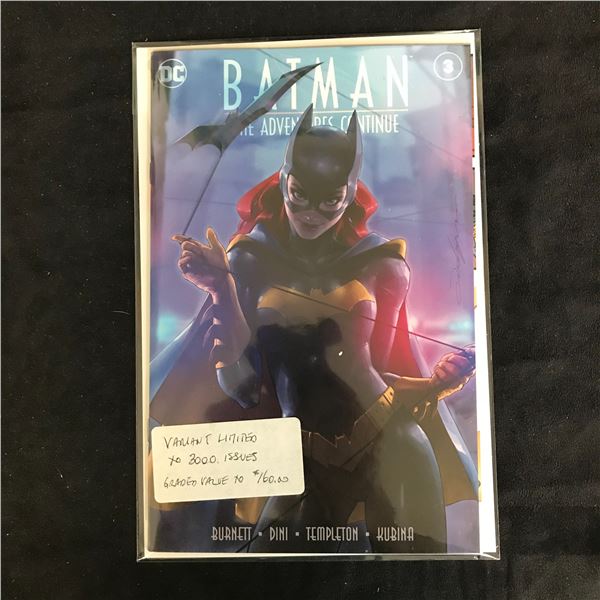 DC
BATMAN
THE ADVENTURES CONTINUE
3
VARIANT LIMITED
TO 3000. ISSUES
GRADED VALUE TO $160.00
BURNETT • DINI • TEMPLETON • KUBINA